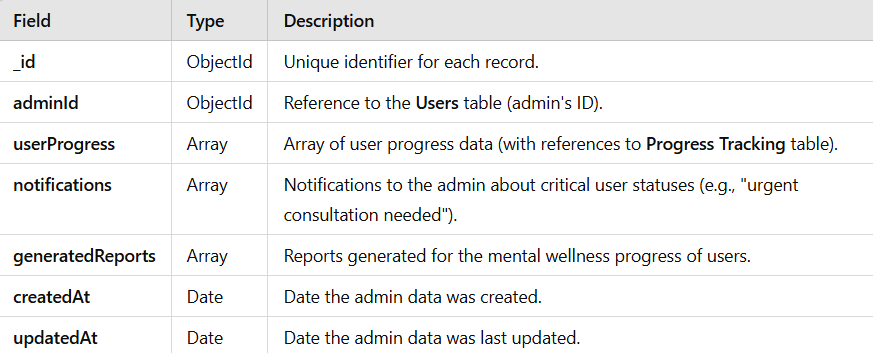 Field Type Description
_id ObjectId Unique identifier for each record.
adminId ObjectId Reference to the Users table (admin's ID).
userProgress Array Array of user progress data (with references to Progress Tracking table).
notifications Array Notifications to the admin about critical user statuses (e.g., "urgent
consultation needed").
generatedReports Array Reports generated for the mental wellness progress of users.
createdAt Date Date the admin data was created.
updatedAt Date Date the admin data was last updated.